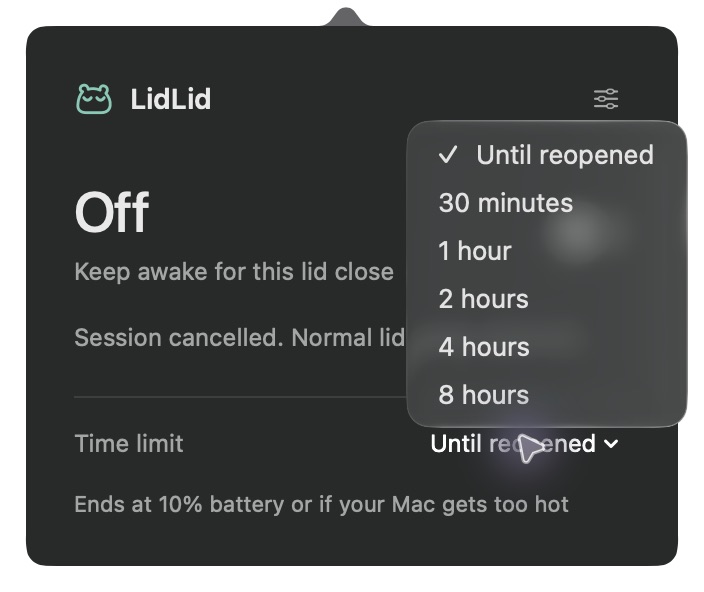 LidLid
Off
Keep awake for this lid close
Session cancelled. Normal lid
Until reopened
30 minutes
1 hour
2 hours
4 hours
8 hours
Time limit
Until reopened
Ends at 10% battery or if your Mac gets too hot